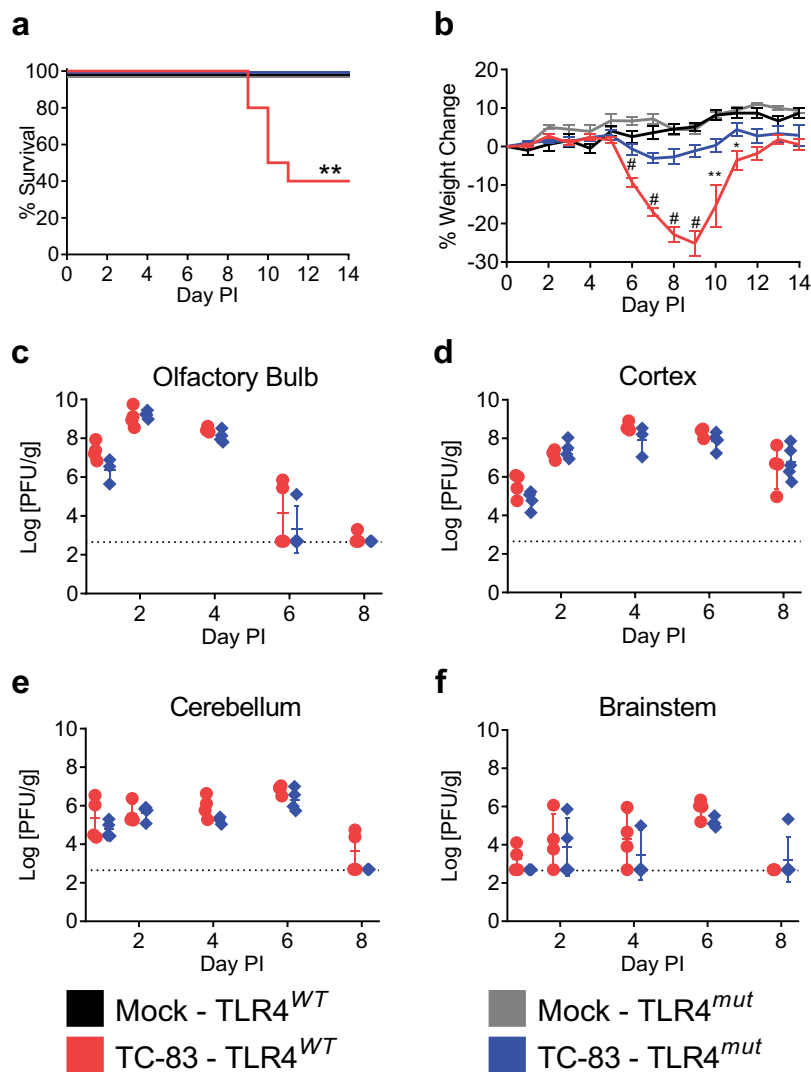 a
100
80
60
40
20
0
% Survival
**
0 2 4 6 8 10 12 14
Day PI
b
20
10
0
-10
-20
-30
% Weight Change
# # # # ** *
0 2 4 6 8 10 12 14
Day PI
c
Olfactory Bulb
10
8
6
4
2
0
Log [PFU/g]
2 4 6 8
Day PI
d
Cortex
10
8
6
4
2
0
Log [PFU/g]
2 4 6 8
Day PI
e
Cerebellum
10
8
6
4
2
0
Log [PFU/g]
2 4 6 8
Day PI
f
Brainstem
10
8
6
4
2
0
Log [PFU/g]
2 4 6 8
Day PI
Mock - TLR4WT
Mock - TLR4mut
TC-83 - TLR4WT
TC-83 - TLR4mut